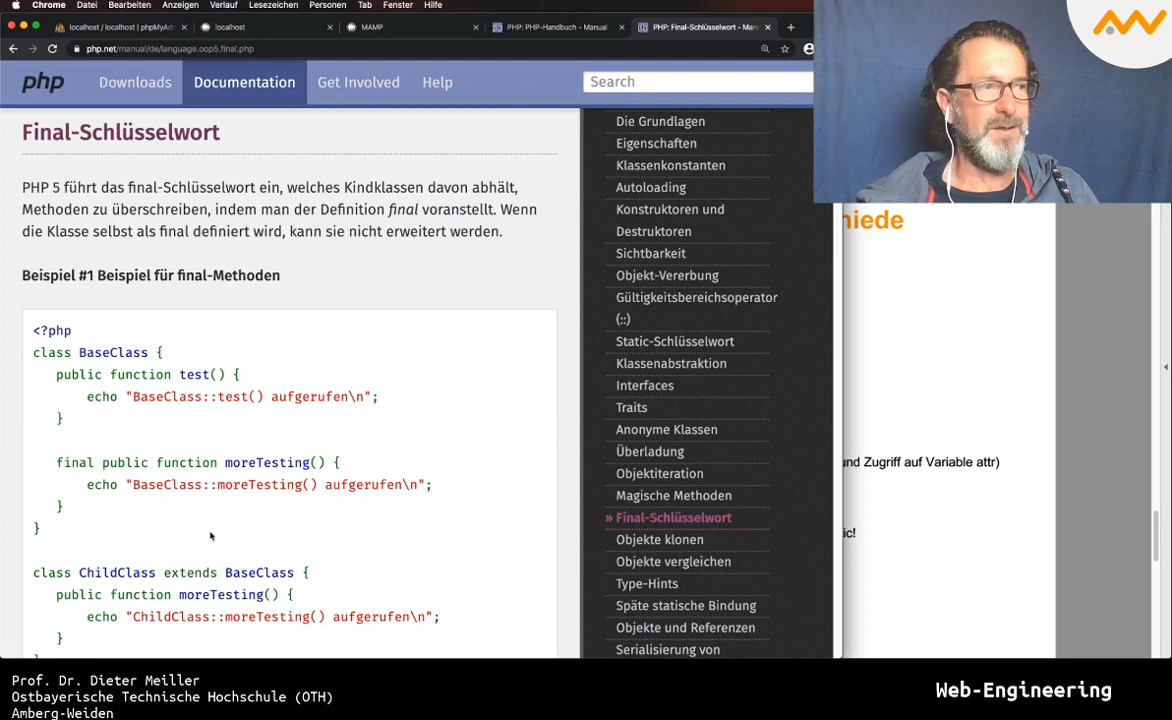 Chrome Datei Bearbeiten Anzeigen Verlauf Lesezeichen Personen Tab Fenster Hilfe
localhost / localhost | phpMyAd
localhost
MAMP
PHP: PHP-Handbuch - Manual
PHP: Final-Schlüsselwort - Man
php.net/manual/de/language.oop5.final.php
php
Downloads
Documentation
Get Involved
Help
Search
Final-Schlüsselwort
PHP 5 führt das final-Schlüsselwort ein, welches Kindklassen davon abhält,
Methoden zu überschreiben, indem man der Definition final voranstellt. Wenn
die Klasse selbst als final definiert wird, kann sie nicht erweitert werden.
Beispiel #1 Beispiel für final-Methoden
<?php
class BaseClass {
public function test() {
echo "BaseClass::test() aufgerufen\n";
}
final public function moreTesting() {
echo "BaseClass::moreTesting() aufgerufen\n";
}
}
class ChildClass extends BaseClass {
public function moreTesting() {
echo "ChildClass::moreTesting() aufgerufen\n";
}
Die Grundlagen
Eigenschaften
Klassenkonstanten
Autoloading
Konstruktoren und
Destruktoren
Sichtbarkeit
Objekt-Vererbung
Gültigkeitsbereichsoperator
(::)
Static-Schlüsselwort
Klassenabstraktion
Interfaces
Traits
Anonyme Klassen
Überladung
Objektiteration
Magische Methoden
» Final-Schlüsselwort
Objekte klonen
Objekte vergleichen
Type-Hints
Späte statische Bindung
Objekte und Referenzen
Serialisierung von
niede
und Zugriff auf Variable attr)
ic!
Prof. Dr. Dieter Meiller
Ostbayerische Technische Hochschule (OTH)
Amberg-Weiden
Web-Engineering